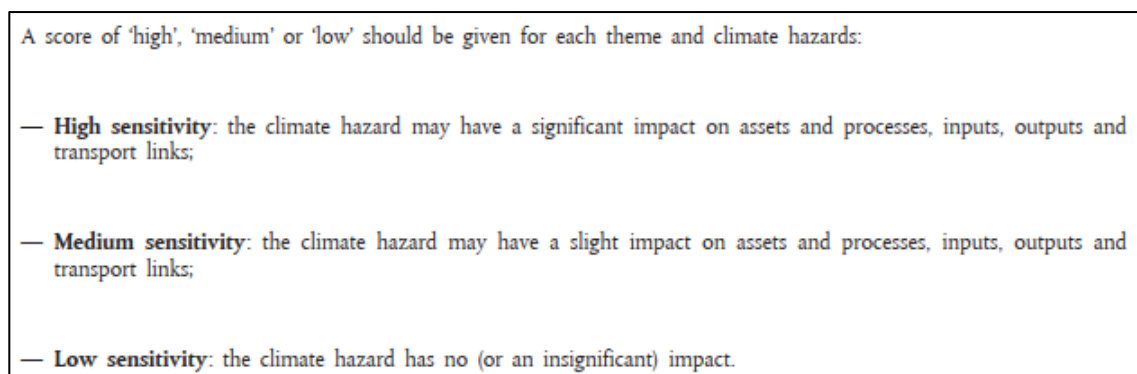 A score of ‘high’, ‘medium’ or ‘low’ should be given for each theme and climate hazards:
— High sensitivity: the climate hazard may have a significant impact on assets and processes, inputs, outputs and
transport links;
— Medium sensitivity: the climate hazard may have a slight impact on assets and processes, inputs, outputs and
transport links;
— Low sensitivity: the climate hazard has no (or an insignificant) impact.